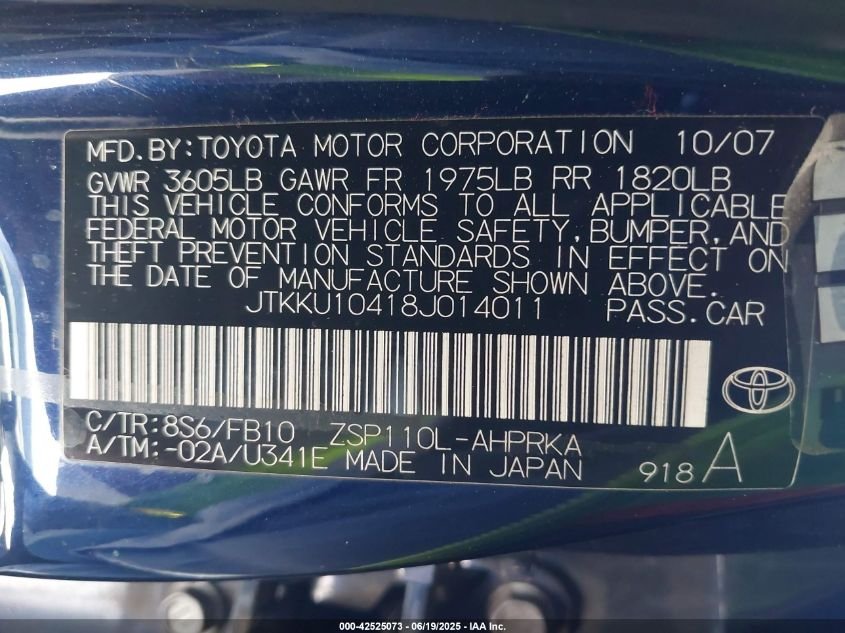 MFD.BY:TOYOTA MOTOR CORPORATION 10/07
GVWR 3605LB GAWR FR 1975LB RR 1820LB
THIS VEHICLE CONFORMS TO ALL APPLICABLE
FEDERAL MOTOR VEHICLE SAFETY,BUMPER,AND
THEFT PREVENTION STANDARDS IN EFFECT ON
THE DATE OF MANUFACTURE SHOWN ABOVE.
JTKKU10418J014011 PASS.CAR
C/TR:8S6/FB10 ZSP110L-AHPRKA
A/TM:-02A/U341E MADE IN JAPAN 918 A
000-42525073 - 06/19/2025 - IAA Inc.